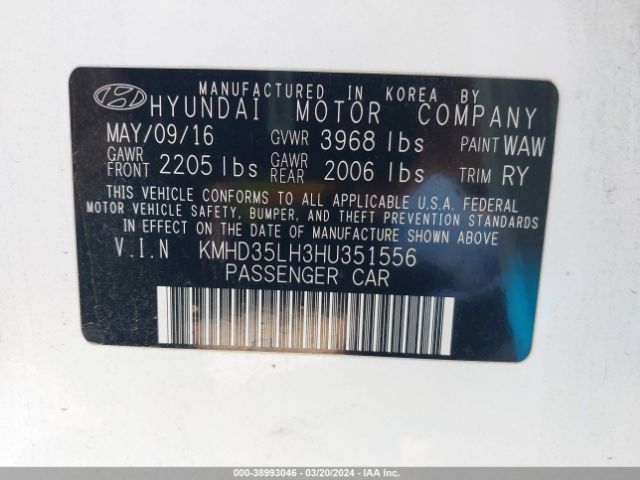 MANUFACTURED IN KOREA BY
HYUNDAI MOTOR COMPANY
MAY/09/16 GVWR 3968 lbs PAINT WAW
GAWR FRONT 2205 lbs GAWR REAR 2006 lbs TRIM RY
THIS VEHICLE CONFORMS TO ALL APPLICABLE U.S.A. FEDERAL
MOTOR VEHICLE SAFETY, BUMPER, AND THEFT PREVENTION STANDARDS
IN EFFECT ON THE DATE OF MANUFACTURE SHOWN ABOVE
V.I.N KMHD35LH3HU351556
PASSENGER CAR
000-38993046 | 03/20/2024 | IAA Inc.